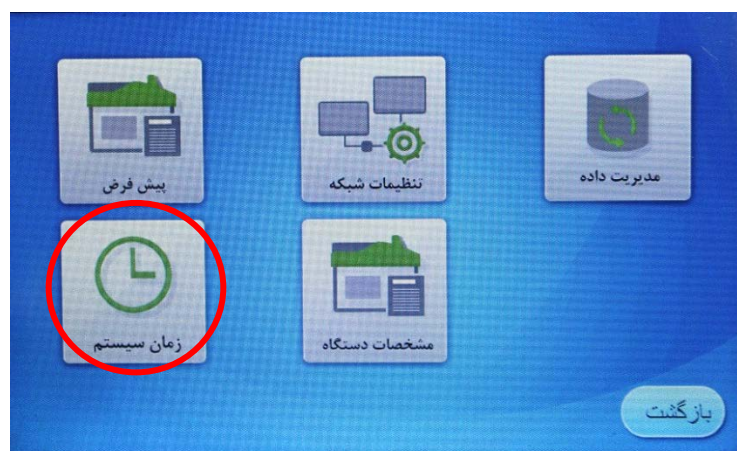 مدیریت داده
تنظیمات شبکه
پیش فرض
مشخصات دستگاه
زمان سیستم
بازگشت